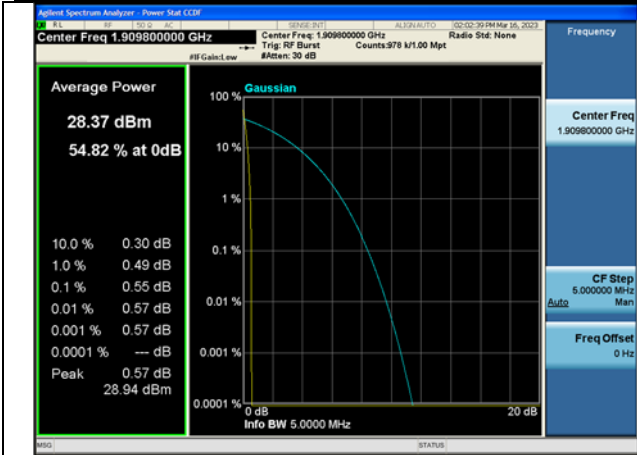 Agilent Spectrum Analyzer - Power Stat CCDF
RL RF 50 Ω AC SENSE:INT ALIGN AUTO 02:02:39 PM Mar 16, 2023
Center Freq 1.909800000 GHz
Center Freq: 1.909800000 GHz Radio Std: None
Trig: RF Burst Counts:978 k/1.00 Mpt
#IFGain:Low #Atten: 30 dB
Frequency
Average Power
28.37 dBm
54.82 % at 0dB
10.0 % 0.30 dB
1.0 % 0.49 dB
0.1 % 0.55 dB
0.01 % 0.57 dB
0.001 % 0.57 dB
0.0001 % --- dB
Peak 0.57 dB
28.94 dBm
Gaussian
100 %
10 %
1 %
0.1 %
0.01 %
0.001 %
0.0001 %
0 dB 20 dB
Info BW 5.0000 MHz
Center Freq
1.909800000 GHz
CF Step
5.000000 MHz
Auto Man
Freq Offset
0 Hz
MSG STATUS